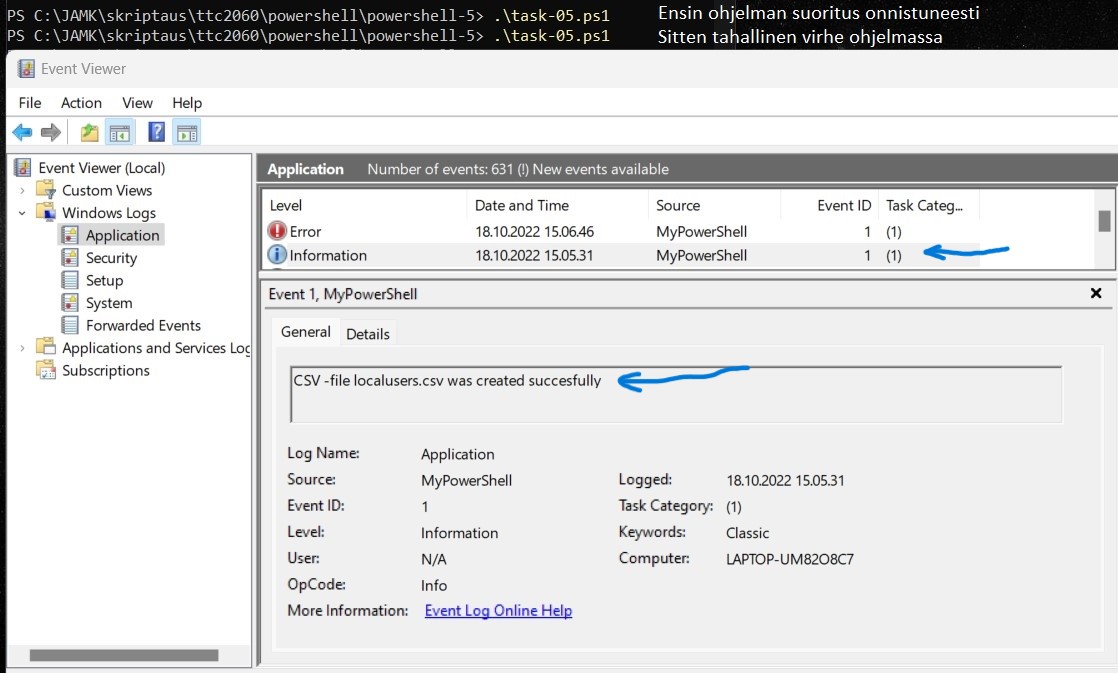 PS C:\JAMK\skriptaus\ttc2060\powershell\powershell-5> .\task-05.ps1 Ensin ohjelman suoritus onnistuneesti
PS C:\JAMK\skriptaus\ttc2060\powershell\powershell-5> .\task-05.ps1 Sitten tahallinen virhe ohjelmassa
Event Viewer
File Action View Help
Event Viewer (Local)
Custom Views
Windows Logs
Application
Security
Setup
System
Forwarded Events
Applications and Services Log
Subscriptions
Application Number of events: 631 (!) New events available
Level Date and Time Source Event ID Task Categ...
Error 18.10.2022 15.06.46 MyPowerShell 1 (1)
Information 18.10.2022 15.05.31 MyPowerShell 1 (1)
Event 1, MyPowerShell
General Details
CSV -file localusers.csv was created succesfully
Log Name: Application
Source: MyPowerShell Logged: 18.10.2022 15.05.31
Event ID: 1 Task Category: (1)
Level: Information Keywords: Classic
User: N/A Computer: LAPTOP-UM82O8C7
OpCode: Info
More Information: Event Log Online Help